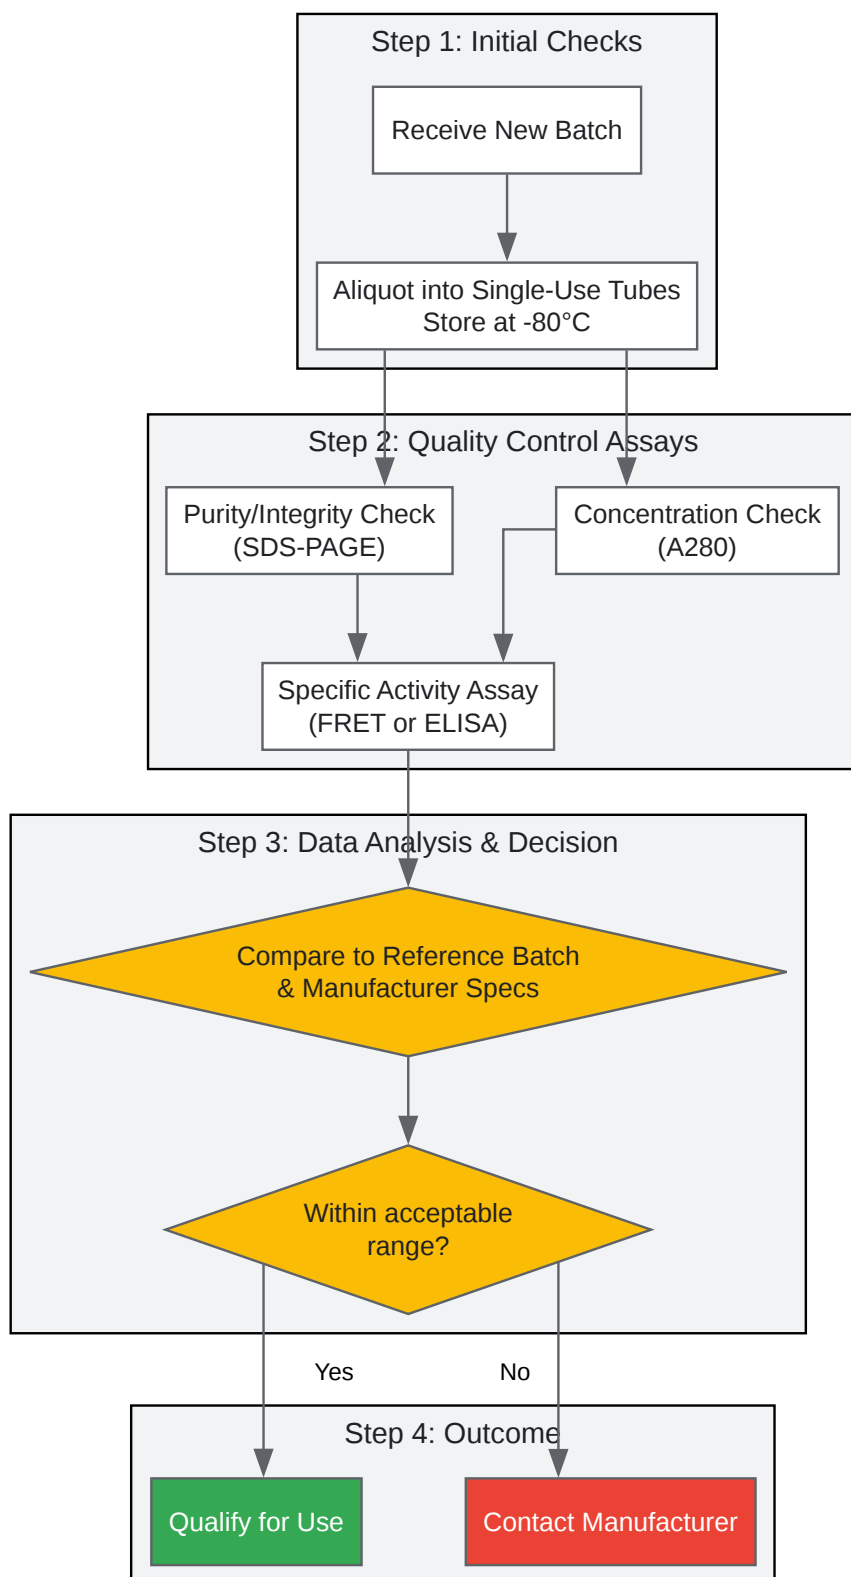 Step 1: Initial Checks
Receive New Batch
Aliquot into Single-Use Tubes
Store at -80°C
Step 2: Quality Control Assays
Purity/Integrity Check
(SDS-PAGE)
Concentration Check
(A280)
Specific Activity Assay
(FRET or ELISA)
Step 3: Data Analysis & Decision
Compare to Reference Batch
& Manufacturer Specs
Within acceptable
range?
Yes
No
Step 4: Outcome
Qualify for Use
Contact Manufacturer